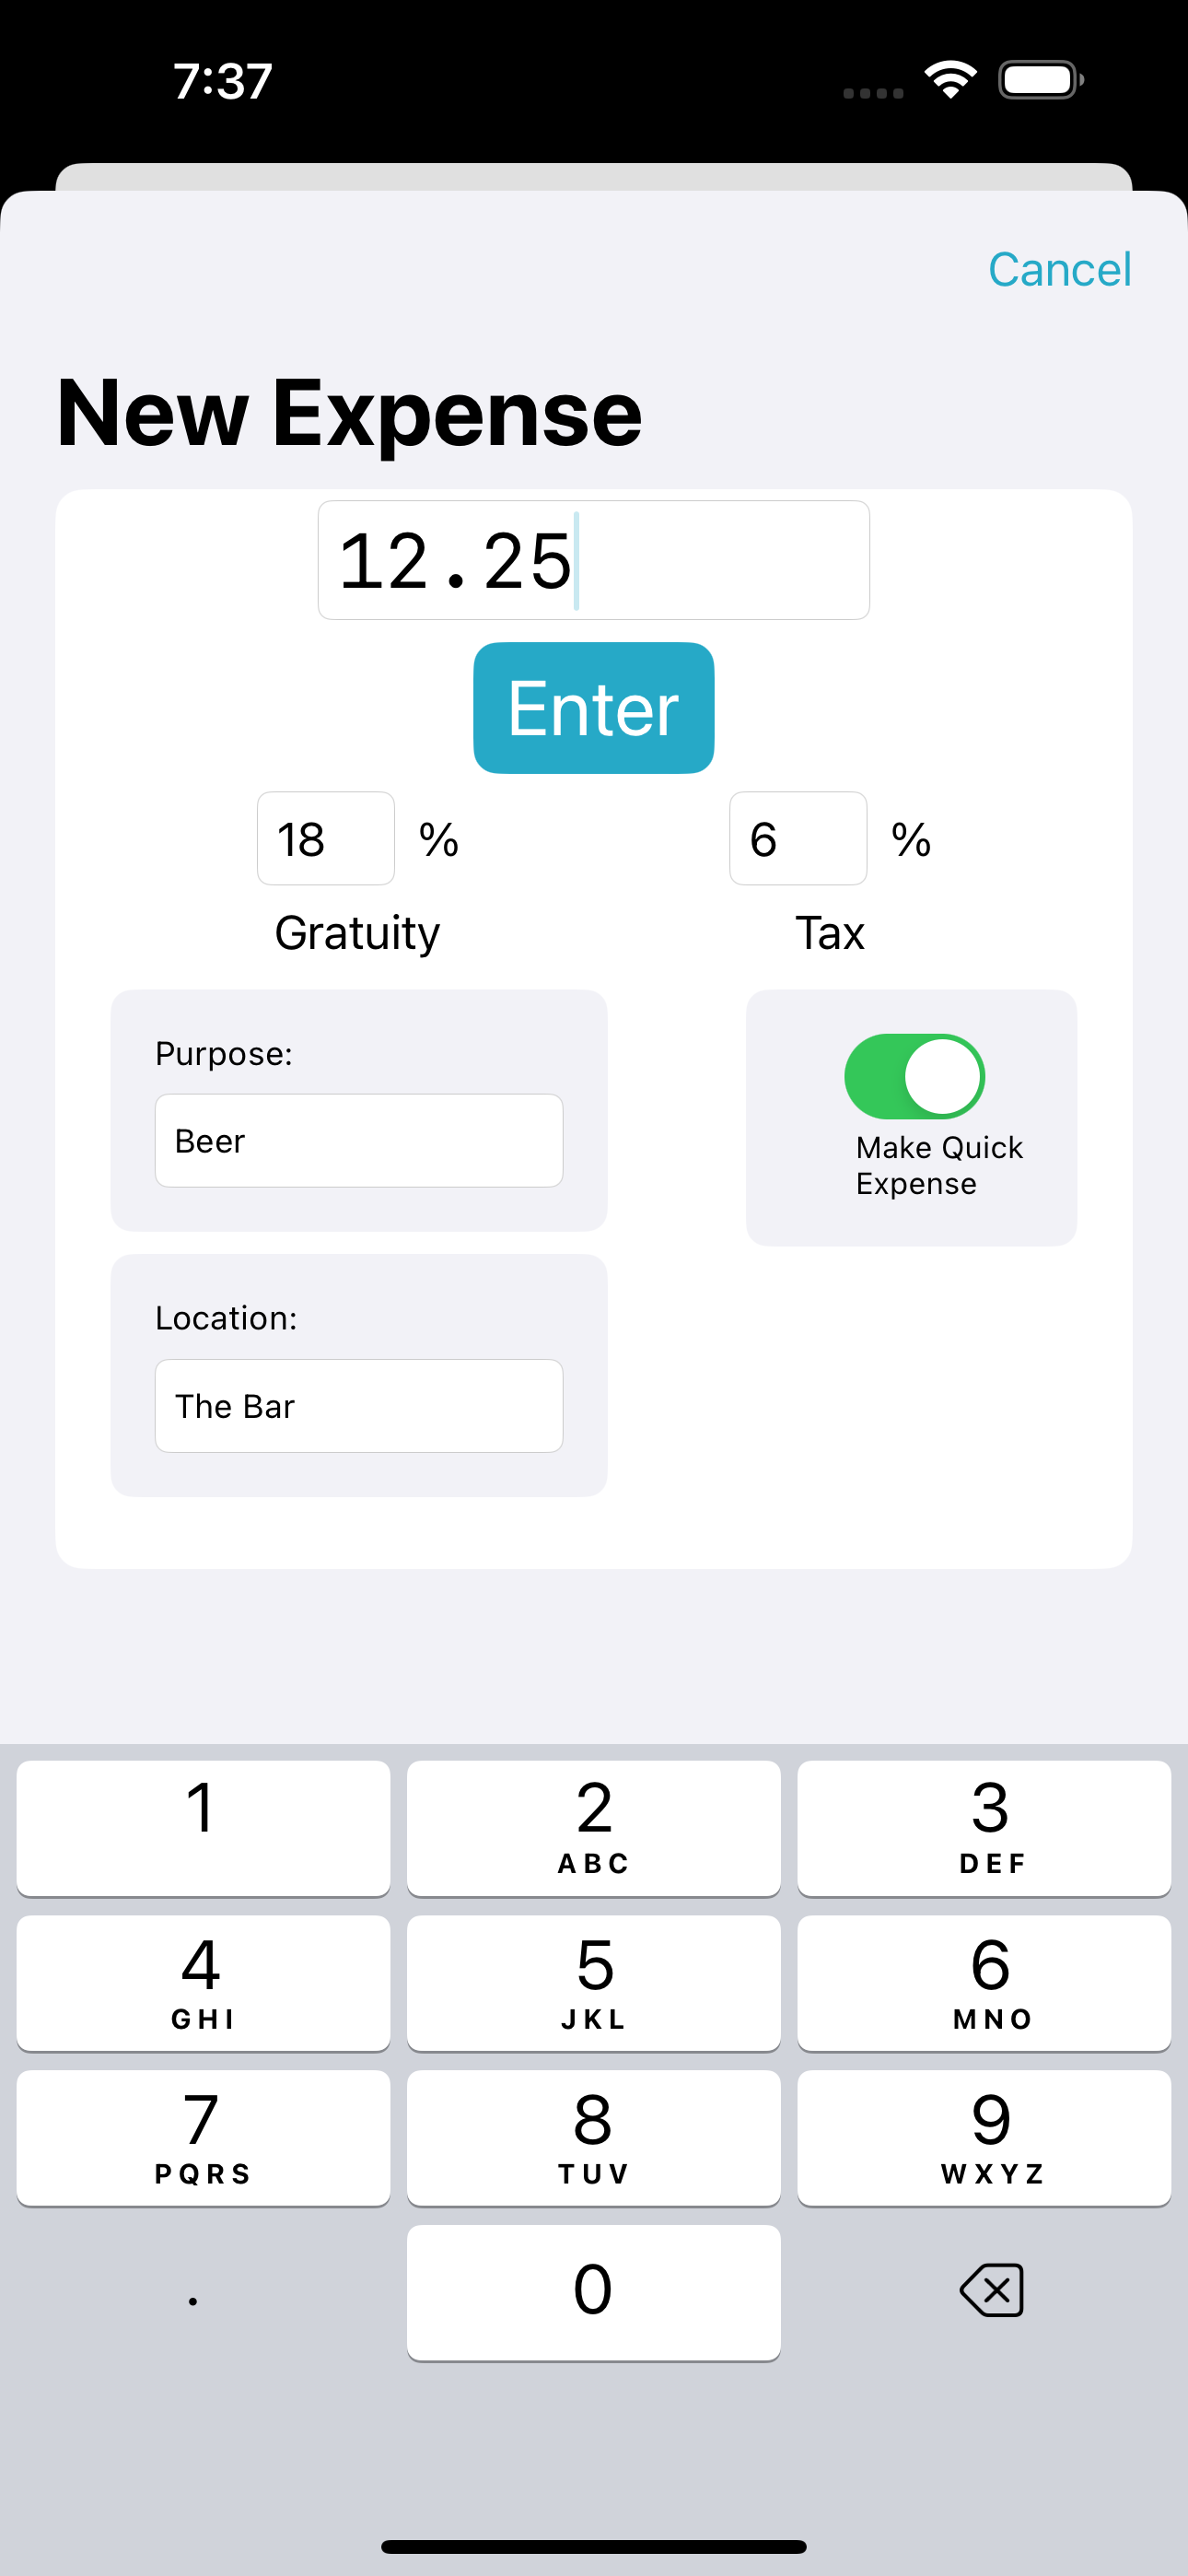 7:37
Cancel
New Expense
12.25
Enter
18 % 6 %
Gratuity Tax
Purpose:
Beer
Make Quick
Expense
Location:
The Bar
1 2 3
ABC DEF
4 5 6
GHI JKL MNO
7 8 9
PQRS TUV WXYZ
. 0